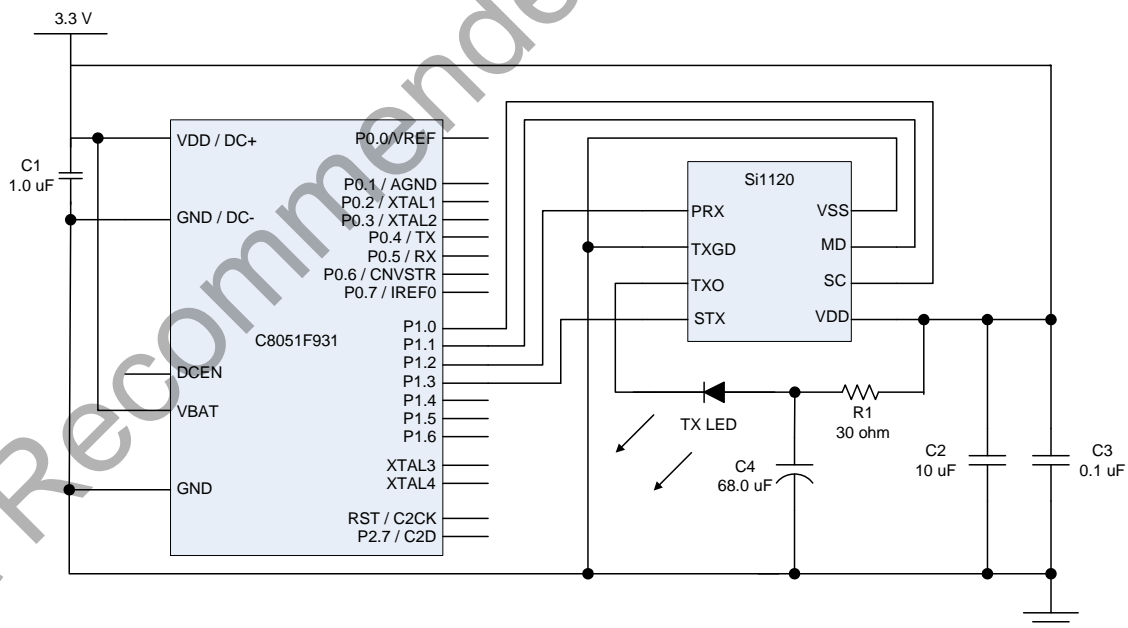 3.3 V
C1
1.0 uF
VDD / DC+
GND / DC-
DCEN
VBAT
GND
C8051F931
P0.0/VREF
P0.1 / AGND
P0.2 / XTAL1
P0.3 / XTAL2
P0.4 / TX
P0.5 / RX
P0.6 / CNVSTR
P0.7 / IREF0
P1.0
P1.1
P1.2
P1.3
P1.4
P1.5
P1.6
XTAL3
XTAL4
RST / C2CK
P2.7 / C2D
Si1120
PRX
TXGD
TXO
STX
VSS
MD
SC
VDD
TX LED
R1
30 ohm
C4
68.0 uF
C2
10 uF
C3
0.1 uF
Recommende